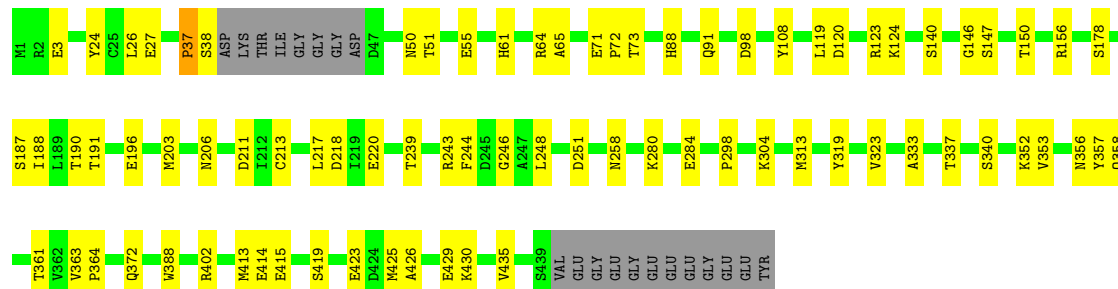 M1 R2 E3 Y24 C25 L26 E27 P37 S38 ASP LYS THR ILE GLY GLY GLY ASP D47 N50 T51 E55 H61 R64 A65 E71 P72 T73 H88 Q91 D98 Y108 L119 D120 R123 K124 S140 G146 S147 T150 R156 S178
S187 I188 L189 T190 T191 E196 M203 N206 D211 I212 C213 L217 D218 I219 E220 T239 R243 F244 D245 G246 A247 L248 D251 N258 K280 E284 P298 K304 M313 Y319 V323 A333 T337 S340 K352 V353 N356 Y357
T361 V362 V363 P364 Q372 W388 R402 M413 E414 E415 S419 E423 D424 M425 A426 E429 K430 V435 S439 VAL GLU GLY GLU GLY GLU GLU GLU GLY GLU GLU TYR